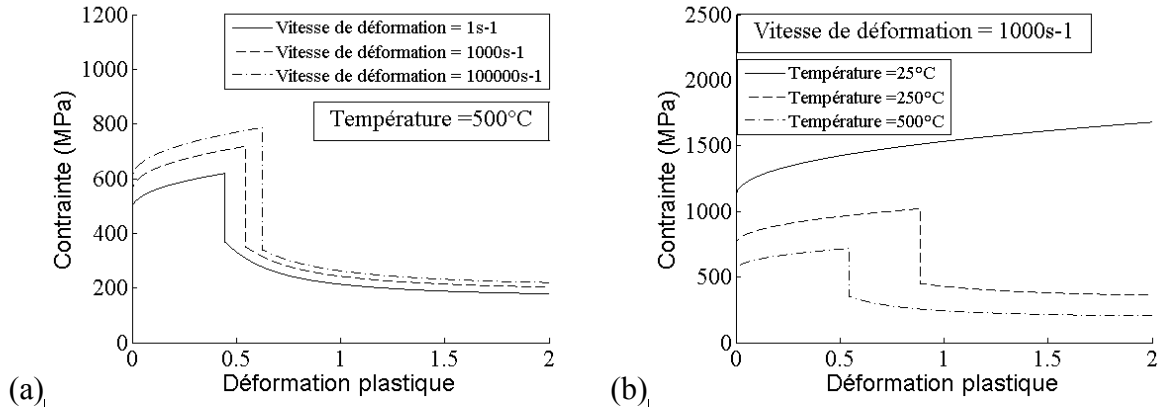 1200
1000
800
600
400
200
0
Contrainte (MPa)
Vitesse de déformation = 1s-1
Vitesse de déformation = 1000s-1
Vitesse de déformation = 100000s-1
Température =500°C
0 0.5 1 1.5 2
Déformation plastique
(a)
2500
2000
1500
1000
500
0
Contrainte (MPa)
Vitesse de déformation = 1000s-1
Température =25°C
Température =250°C
Température =500°C
0 0.5 1 1.5 2
Déformation plastique
(b)